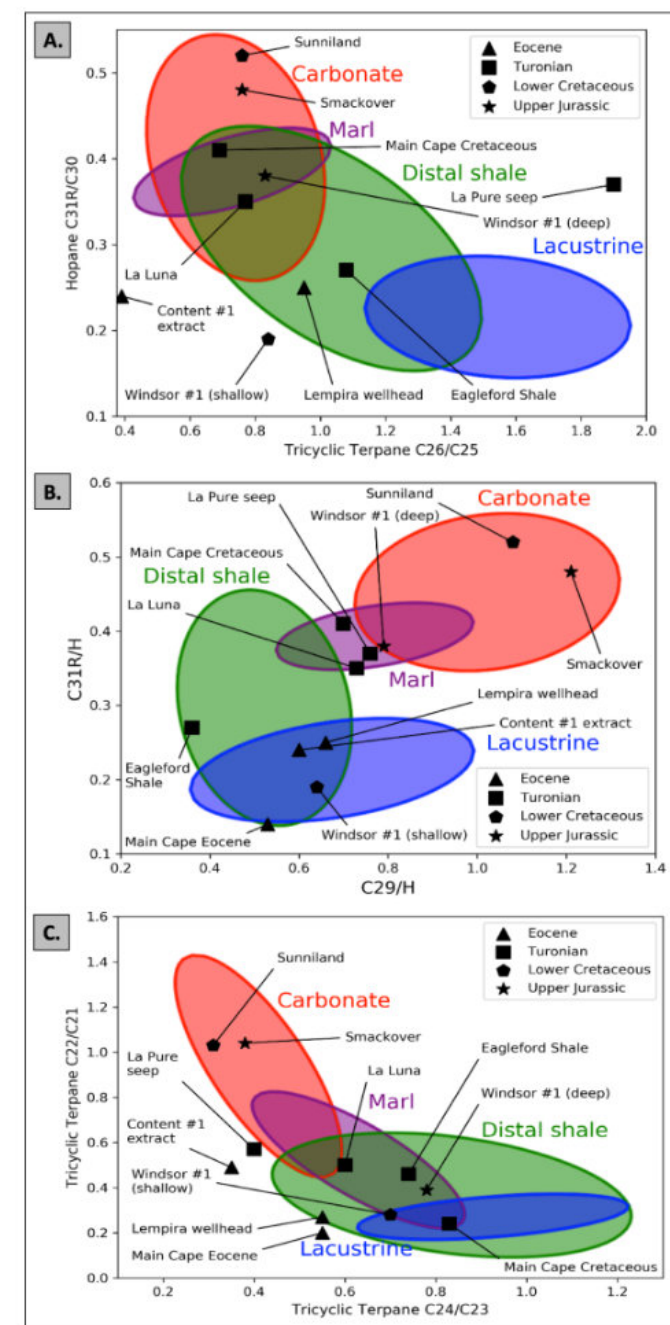 A.
Sunniland
Carbonate
Smackover
Eocene
Turonian
Lower Cretaceous
Upper Jurassic
Marl
Main Cape Cretaceous
Distal shale
La Pure seep
Windsor #1 (deep)
Lacustrine
La Luna
Content #1
extract
Windsor #1 (shallow)
Lempira wellhead
Eagleford Shale
0.5
0.4
0.3
0.2
0.1
Hopane C31R/C30
0.4 0.6 0.8 1.0 1.2 1.4 1.6 1.8 2.0
Tricyclic Terpane C26/C25
B.
La Pure seep
Sunniland
Carbonate
Windsor #1 (deep)
Main Cape Cretaceous
Distal shale
La Luna
Smackover
Marl
Lempira wellhead
Content #1 extract
Lacustrine
Eagleford
Shale
Eocene
Turonian
Lower Cretaceous
Upper Jurassic
Main Cape Eocene
Windsor #1 (shallow)
0.6
0.5
0.4
0.3
0.2
0.1
C31R/H
0.2 0.4 0.6 0.8 1.0 1.2 1.4
C29/H
C.
Sunniland
Carbonate
Eocene
Turonian
Lower Cretaceous
Upper Jurassic
Smackover
La Pure
seep
Eagleford Shale
La Luna
Marl
Windsor #1 (deep)
Content #1
extract
Distal shale
Windsor #1
(shallow)
Lempira wellhead
Lacustrine
Main Cape Eocene
Main Cape Cretaceous
1.6
1.4
1.2
1.0
0.8
0.6
0.4
0.2
0.0
Tricyclic Terpane C22/C21
0.2 0.4 0.6 0.8 1.0 1.2
Tricyclic Terpane C24/C23